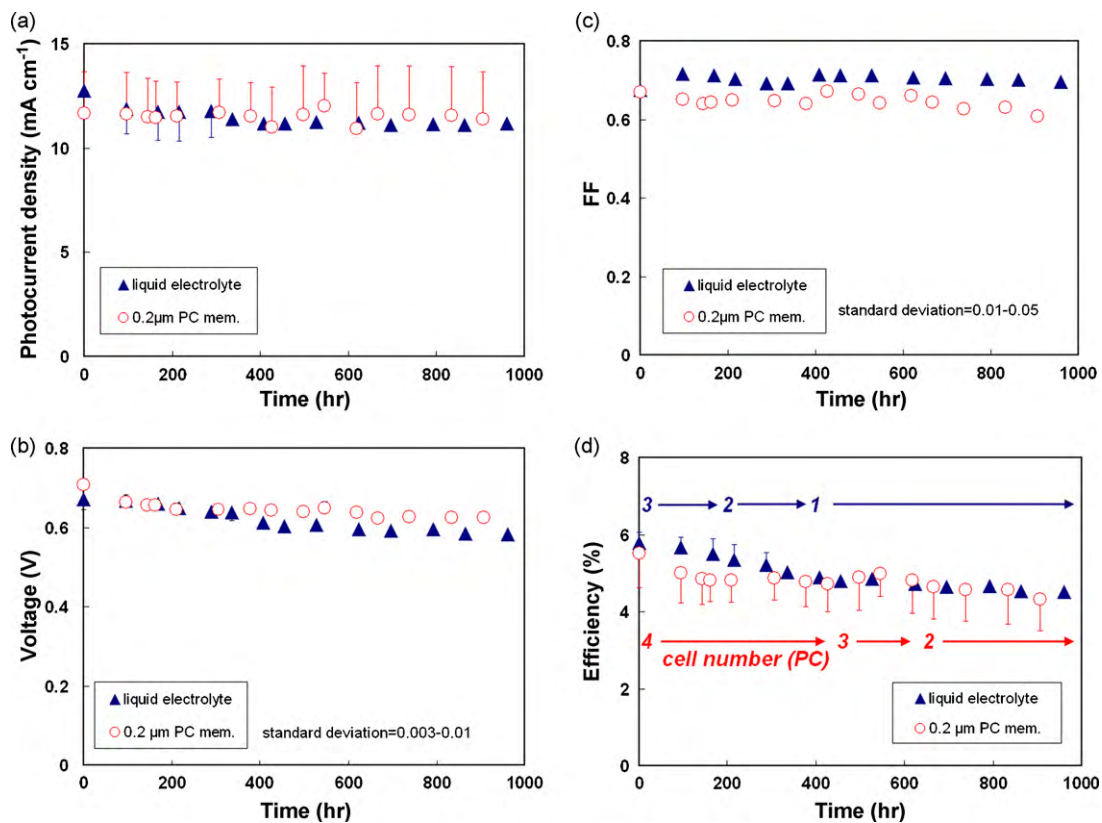 (a)
Photocurrent density (mA cm⁻¹)
15
10
5
0
liquid electrolyte
0.2μm PC mem.
0 200 400 600 800 1000
Time (hr)
(c)
FF
0.8
0.6
0.4
0.2
0
liquid electrolyte
0.2μm PC mem.
standard deviation=0.01-0.05
0 200 400 600 800 1000
Time (hr)
(b)
Voltage (V)
0.8
0.6
0.4
0.2
0
liquid electrolyte
0.2 μm PC mem.
standard deviation=0.003-0.01
0 200 400 600 800 1000
Time (hr)
(d)
Efficiency (%)
8
6
4
2
0
3 2 1
4 3 2
cell number (PC)
liquid electrolyte
0.2 μm PC mem.
0 200 400 600 800 1000
Time (hr)